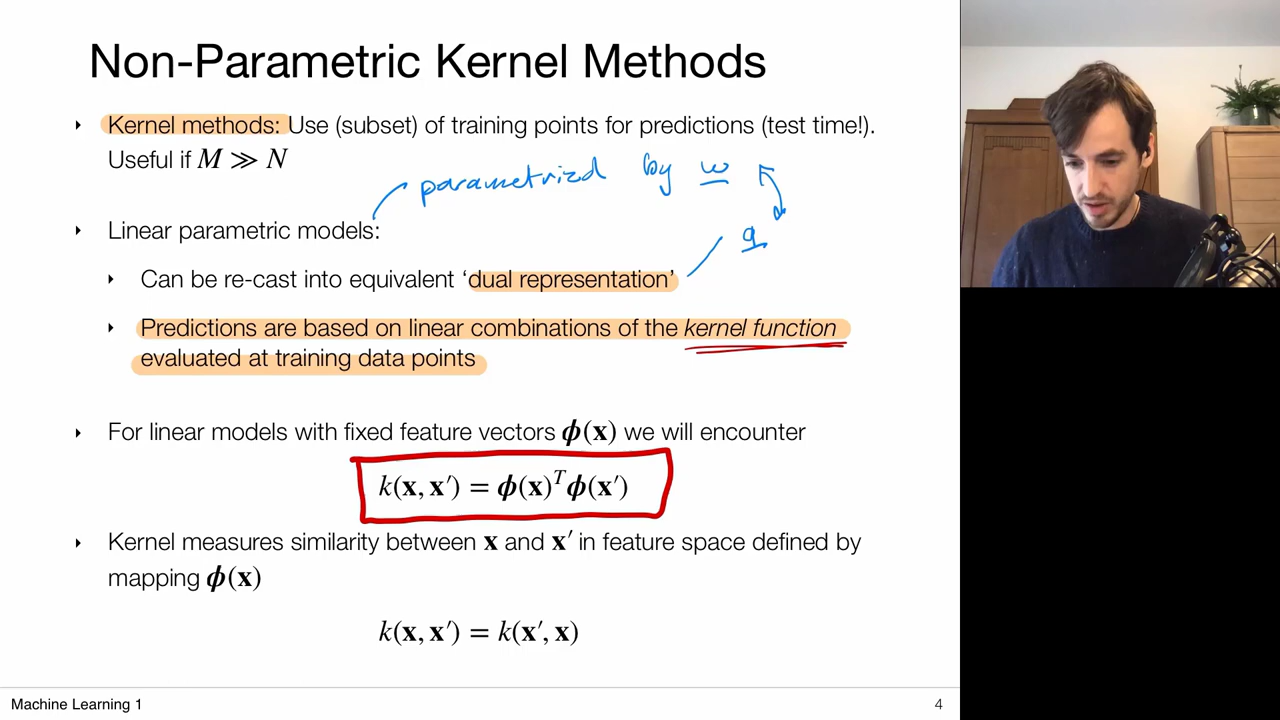 Non-Parametric Kernel Methods
‣ Kernel methods: Use (subset) of training points for predictions (test time!).
Useful if M ≫ N
parametrized by w
‣ Linear parametric models:
a
‣ Can be re-cast into equivalent ‘dual representation’
‣ Predictions are based on linear combinations of the kernel function
evaluated at training data points
‣ For linear models with fixed feature vectors ϕ(x) we will encounter
k(x, x′) = ϕ(x)ᵀϕ(x′)
‣ Kernel measures similarity between x and x′ in feature space defined by
mapping ϕ(x)
k(x, x′) = k(x′, x)
Machine Learning 1
4